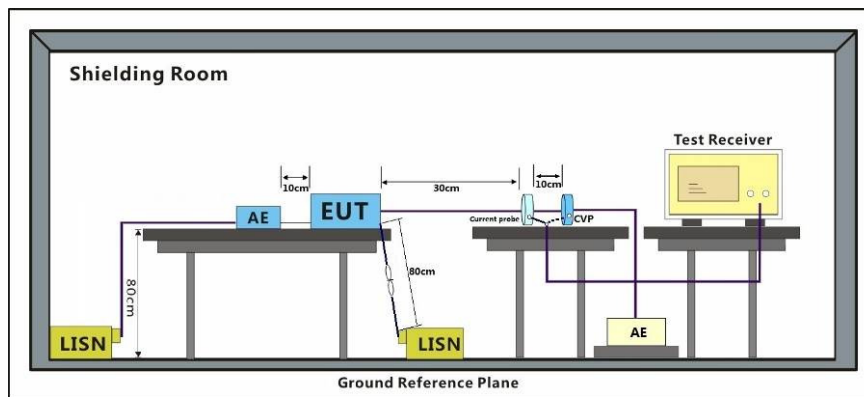 Shielding Room
Test Receiver
10cm
30cm
10cm
AE
EUT
Current probe
CVP
80cm
80cm
LISN
LISN
AE
Ground Reference Plane